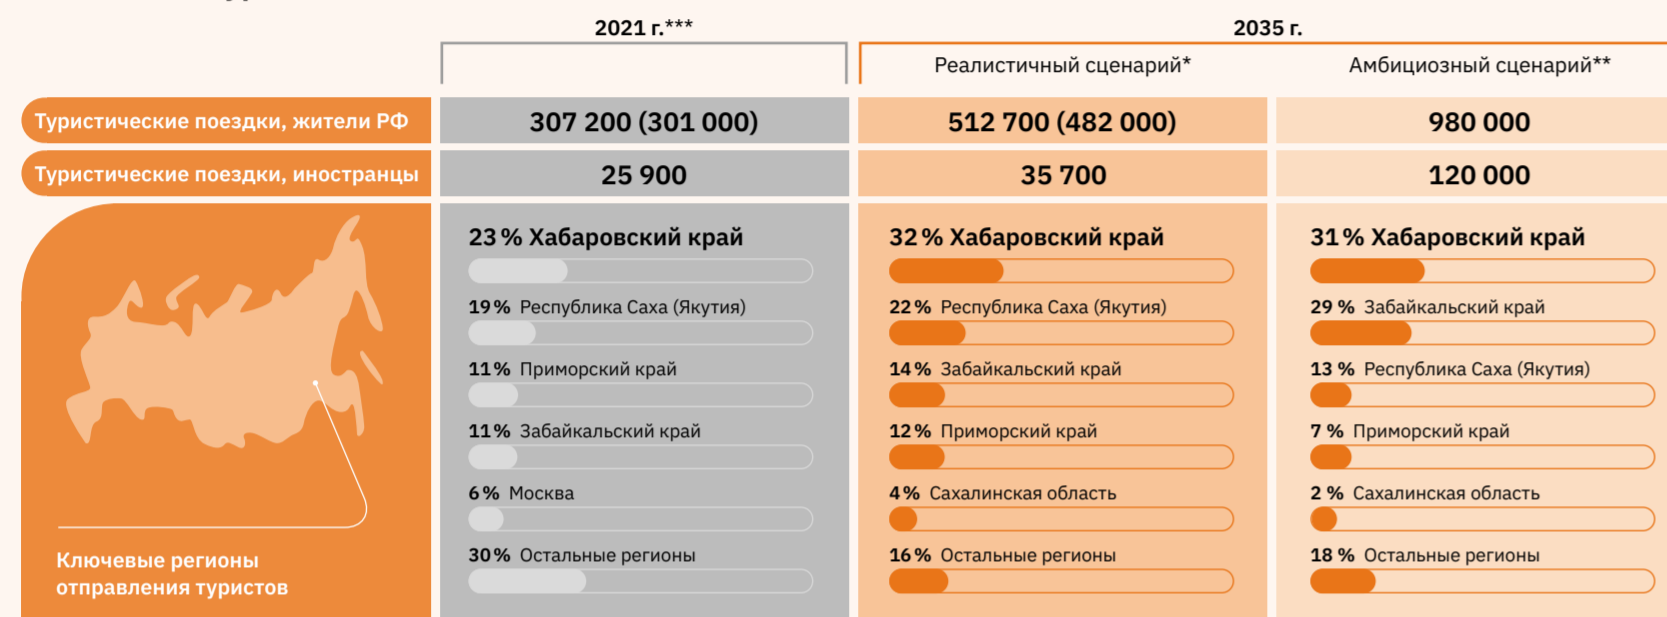 2021 г.***
2035 г.
Реалистичный сценарий*
Амбициозный сценарий**
Туристические поездки, жители РФ
307 200 (301 000)
512 700 (482 000)
980 000
Туристические поездки, иностранцы
25 900
35 700
120 000
Ключевые регионы
отправления туристов
23 % Хабаровский край
19 % Республика Саха (Якутия)
11 % Приморский край
11 % Забайкальский край
6 % Москва
30 % Остальные регионы
32 % Хабаровский край
22 % Республика Саха (Якутия)
14 % Забайкальский край
12 % Приморский край
4 % Сахалинская область
16 % Остальные регионы
31 % Хабаровский край
29 % Забайкальский край
13 % Республика Саха (Якутия)
7 % Приморский край
2 % Сахалинская область
18 % Остальные регионы